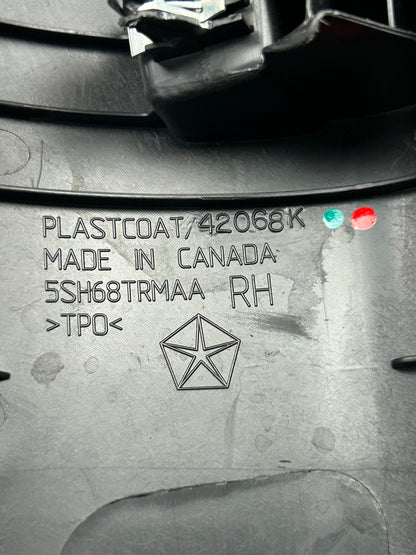 PLASTCOAT/42068K
MADE IN CANADA
5SH68TRMAA RH
>TPO<